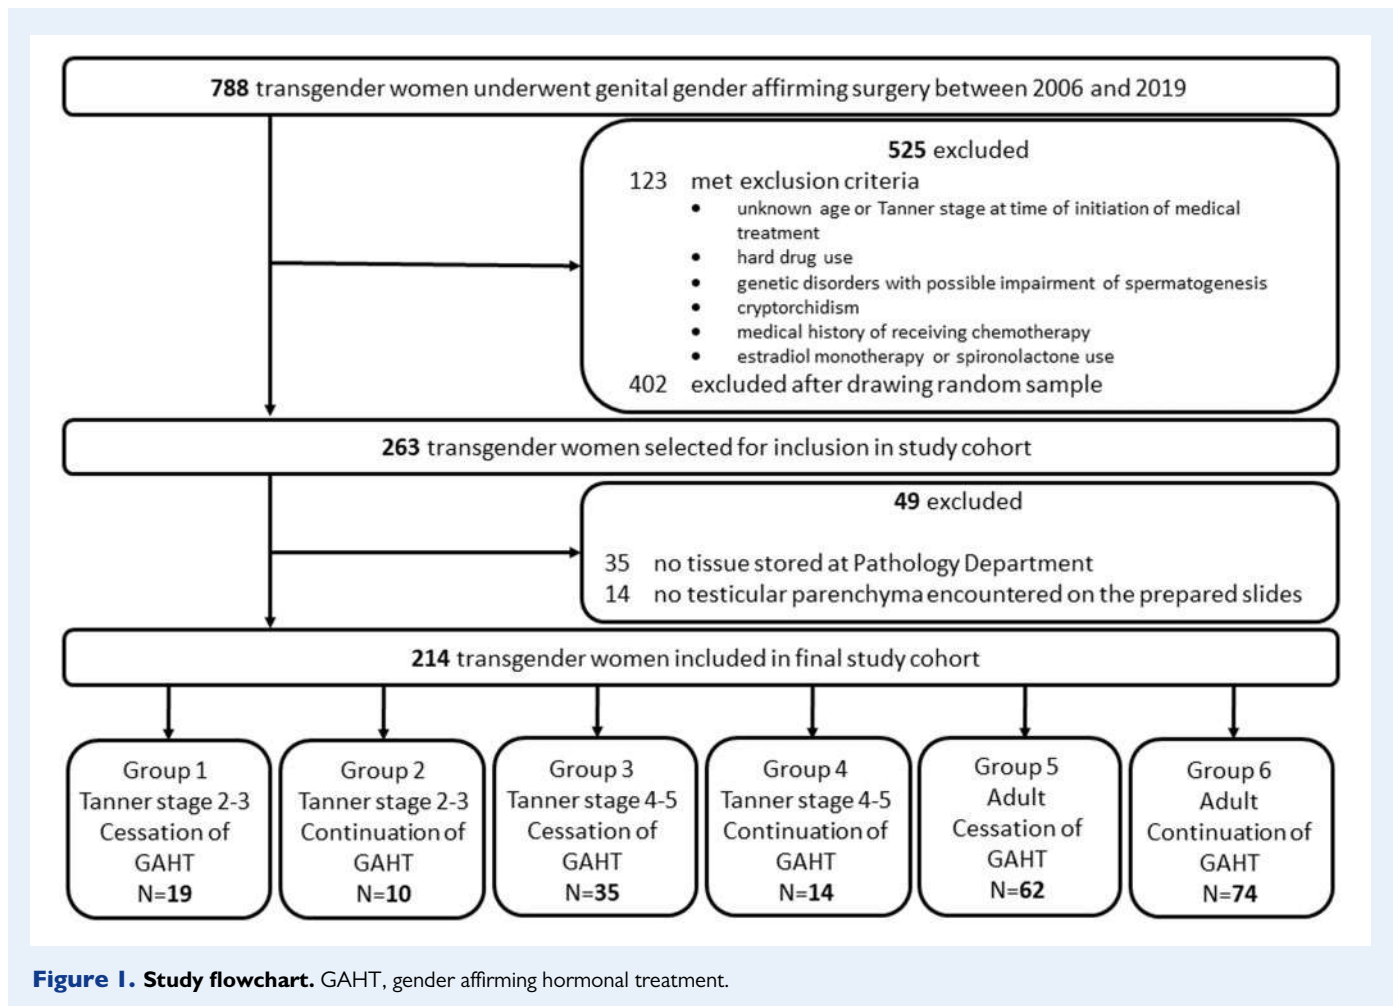 788 transgender women underwent genital gender affirming surgery between 2006 and 2019
525 excluded
123 met exclusion criteria
• unknown age or Tanner stage at time of initiation of medical
treatment
• hard drug use
• genetic disorders with possible impairment of spermatogenesis
• cryptorchidism
• medical history of receiving chemotherapy
• estradiol monotherapy or spironolactone use
402 excluded after drawing random sample
263 transgender women selected for inclusion in study cohort
49 excluded
35 no tissue stored at Pathology Department
14 no testicular parenchyma encountered on the prepared slides
214 transgender women included in final study cohort
Group 1
Tanner stage 2-3
Cessation of
GAHT
N=19
Group 2
Tanner stage 2-3
Continuation of
GAHT
N=10
Group 3
Tanner stage 4-5
Cessation of
GAHT
N=35
Group 4
Tanner stage 4-5
Continuation of
GAHT
N=14
Group 5
Adult
Cessation of
GAHT
N=62
Group 6
Adult
Continuation of
GAHT
N=74
Figure 1. Study flowchart. GAHT, gender affirming hormonal treatment.